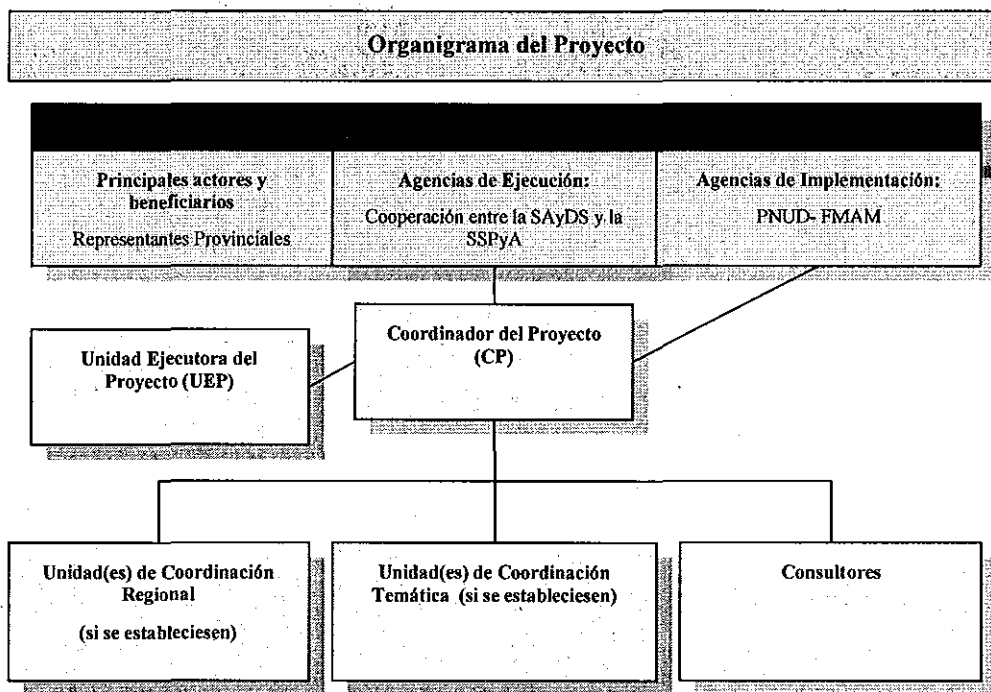 Organigrama del Proyecto
Principales actores y
beneficiarios
Representantes Provinciales
Agencias de Ejecución:
Cooperación entre la SAyDS y la
SSPyA
Agencias de Implementación:
PNUD- FMAM
Coordinador del Proyecto
(CP)
Unidad Ejecutora del
Proyecto (UEP)
Unidad(es) de Coordinación
Regional
(si se estableciesen)
Unidad(es) de Coordinación
Temática (si se estableciesen)
Consultores